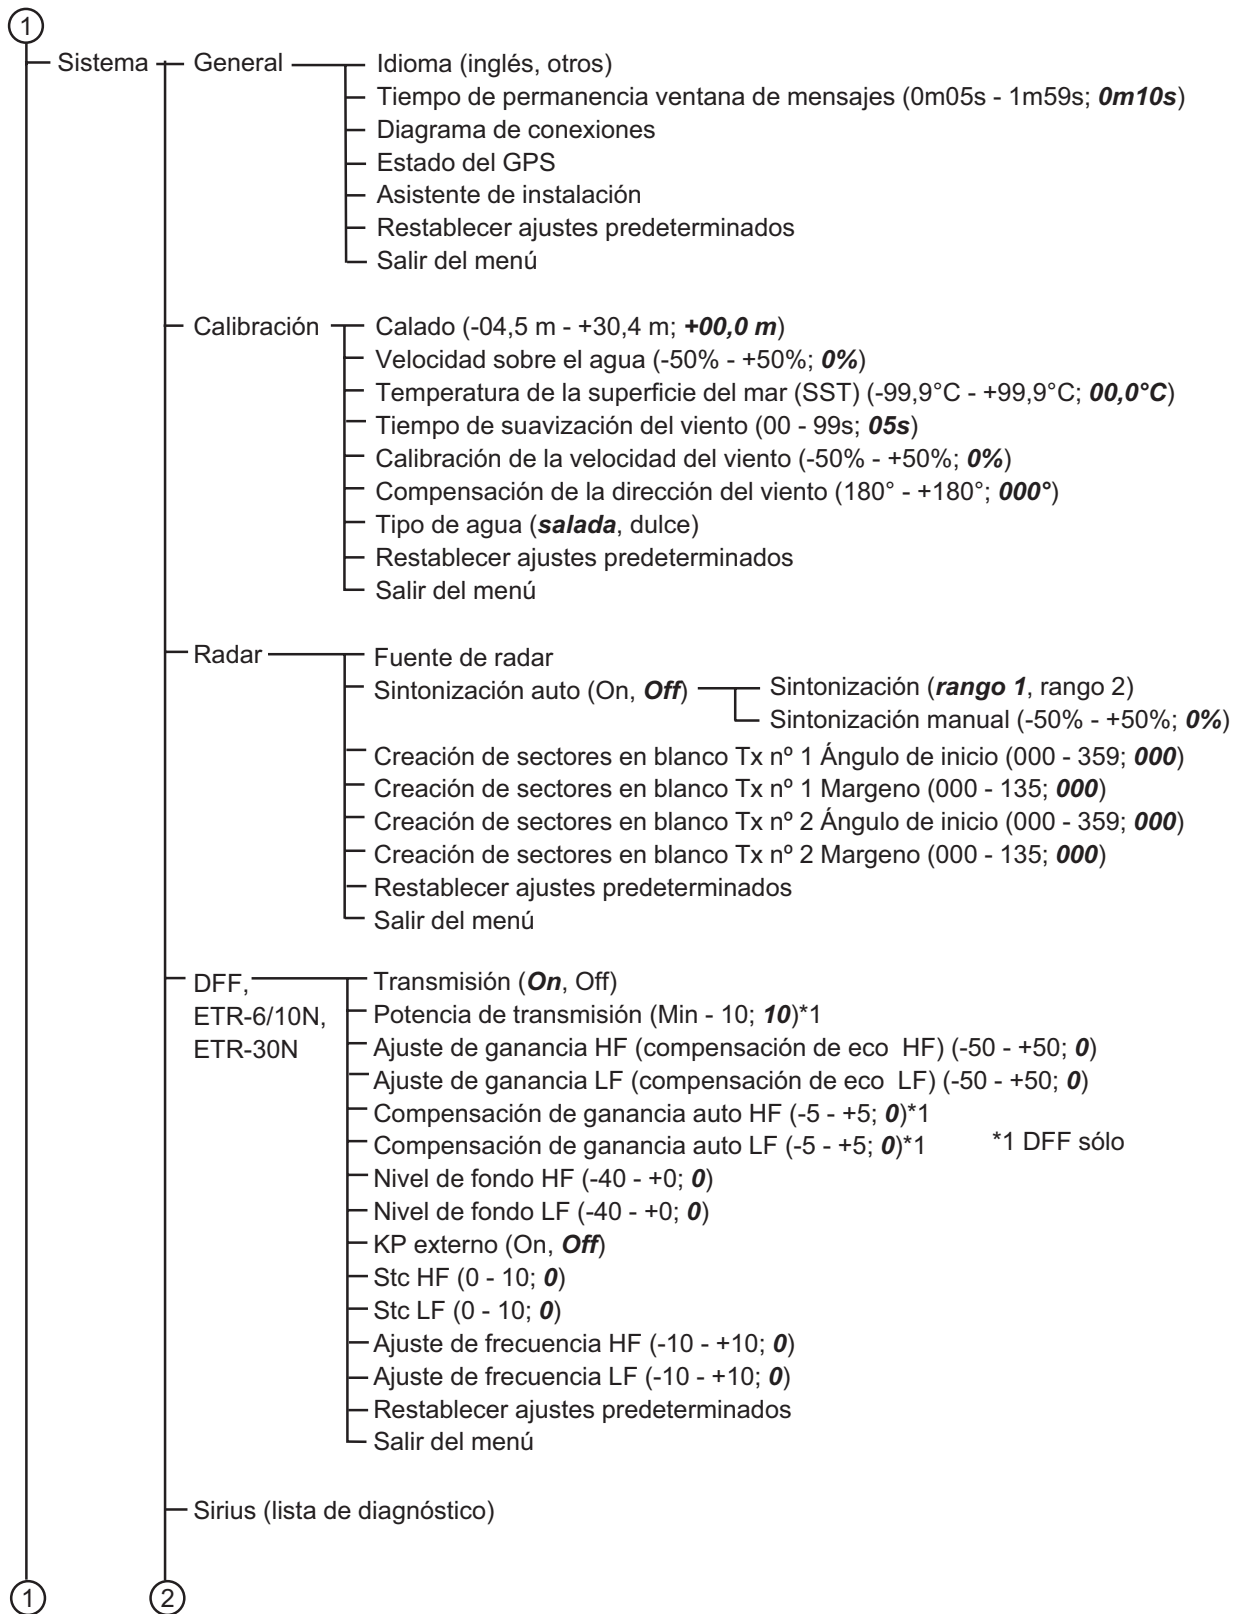 1
Sistema General Idioma (inglés, otros)
Tiempo de permanencia ventana de mensajes (0m05s - 1m59s; 0m10s)
Diagrama de conexiones
Estado del GPS
Asistente de instalación
Restablecer ajustes predeterminados
Salir del menú
Calibración Calado (-04,5 m - +30,4 m; +00,0 m)
Velocidad sobre el agua (-50% - +50%; 0%)
Temperatura de la superficie del mar (SST) (-99,9°C - +99,9°C; 00,0°C)
Tiempo de suavización del viento (00 - 99s; 05s)
Calibración de la velocidad del viento (-50% - +50%; 0%)
Compensación de la dirección del viento (180° - +180°; 000°)
Tipo de agua (salada, dulce)
Restablecer ajustes predeterminados
Salir del menú
Radar Fuente de radar
Sintonización auto (On, Off) Sintonización (rango 1, rango 2)
Sintonización manual (-50% - +50%; 0%)
Creación de sectores en blanco Tx nº 1 Ángulo de inicio (000 - 359; 000)
Creación de sectores en blanco Tx nº 1 Margeno (000 - 135; 000)
Creación de sectores en blanco Tx nº 2 Ángulo de inicio (000 - 359; 000)
Creación de sectores en blanco Tx nº 2 Margeno (000 - 135; 000)
Restablecer ajustes predeterminados
Salir del menú
DFF, Transmisión (On, Off)
ETR-6/10N, Potencia de transmisión (Min - 10; 10)*1
ETR-30N Ajuste de ganancia HF (compensación de eco HF) (-50 - +50; 0)
Ajuste de ganancia LF (compensación de eco LF) (-50 - +50; 0)
Compensación de ganancia auto HF (-5 - +5; 0)*1
Compensación de ganancia auto LF (-5 - +5; 0)*1 *1 DFF sólo
Nivel de fondo HF (-40 - +0; 0)
Nivel de fondo LF (-40 - +0; 0)
KP externo (On, Off)
Stc HF (0 - 10; 0)
Stc LF (0 - 10; 0)
Ajuste de frecuencia HF (-10 - +10; 0)
Ajuste de frecuencia LF (-10 - +10; 0)
Restablecer ajustes predeterminados
Salir del menú
Sirius (lista de diagnóstico)
1 2